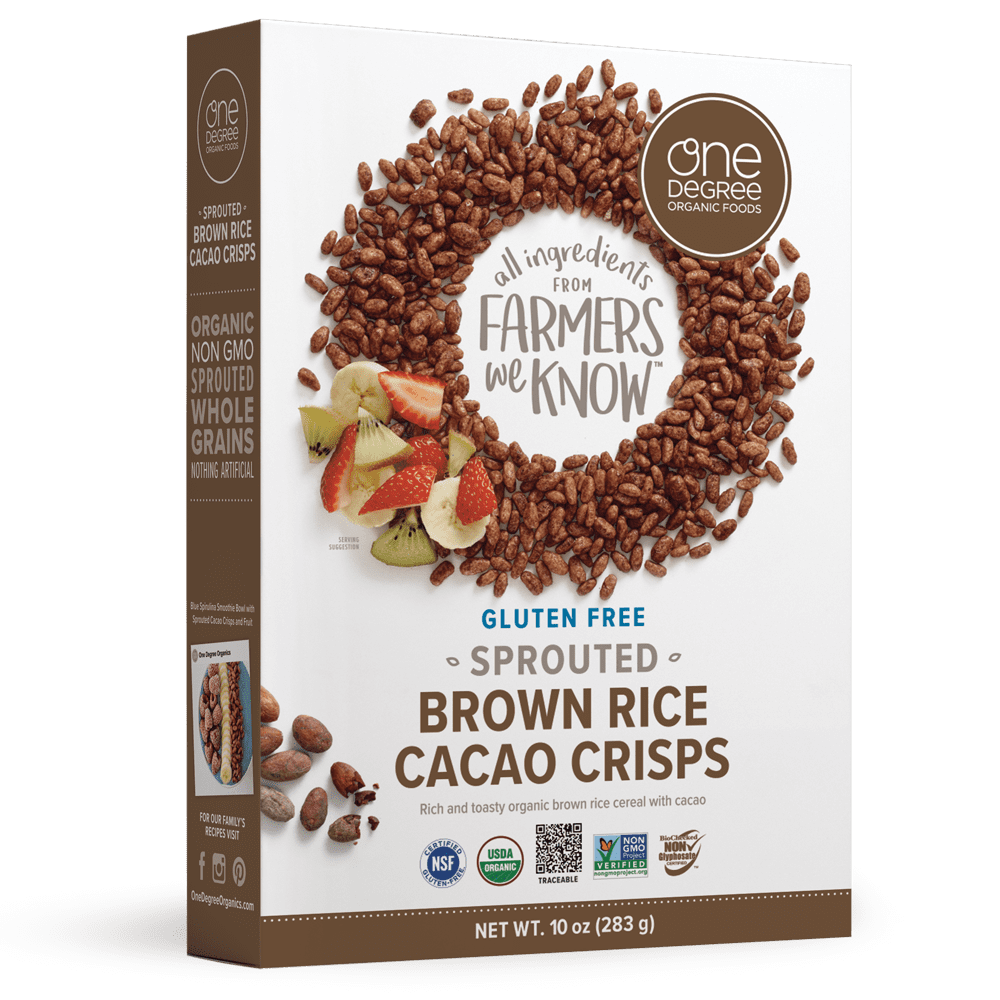 one
DEGREE
ORGANIC FOODS
SPROUTED
BROWN RICE
CACAO CRISPS
ORGANIC
NON GMO
SPROUTED
WHOLE
GRAINS
NOTHING ARTIFICIAL
Blue Spirulina Smoothie Bowl with
Sprouted Cacao Crisps and Fruit
One Degree Organics
FOR OUR FAMILY'S
RECIPES VISIT
OneDegreeOrganics.com
one
DEGREE
ORGANIC FOODS
all ingredients
FROM
FARMERS
we KNOW™
SERVING
SUGGESTION
GLUTEN FREE
SPROUTED
BROWN RICE
CACAO CRISPS
Rich and toasty organic brown rice cereal with cacao
CERTIFIED
NSF
GLUTEN-FREE
USDA
ORGANIC
TRACEABLE
NON
GMO
Project
VERIFIED
nongmoproject.org
BioChecked
NON
Glyphosate
CERTIFIED
™
NET WT. 10 oz (283 g)